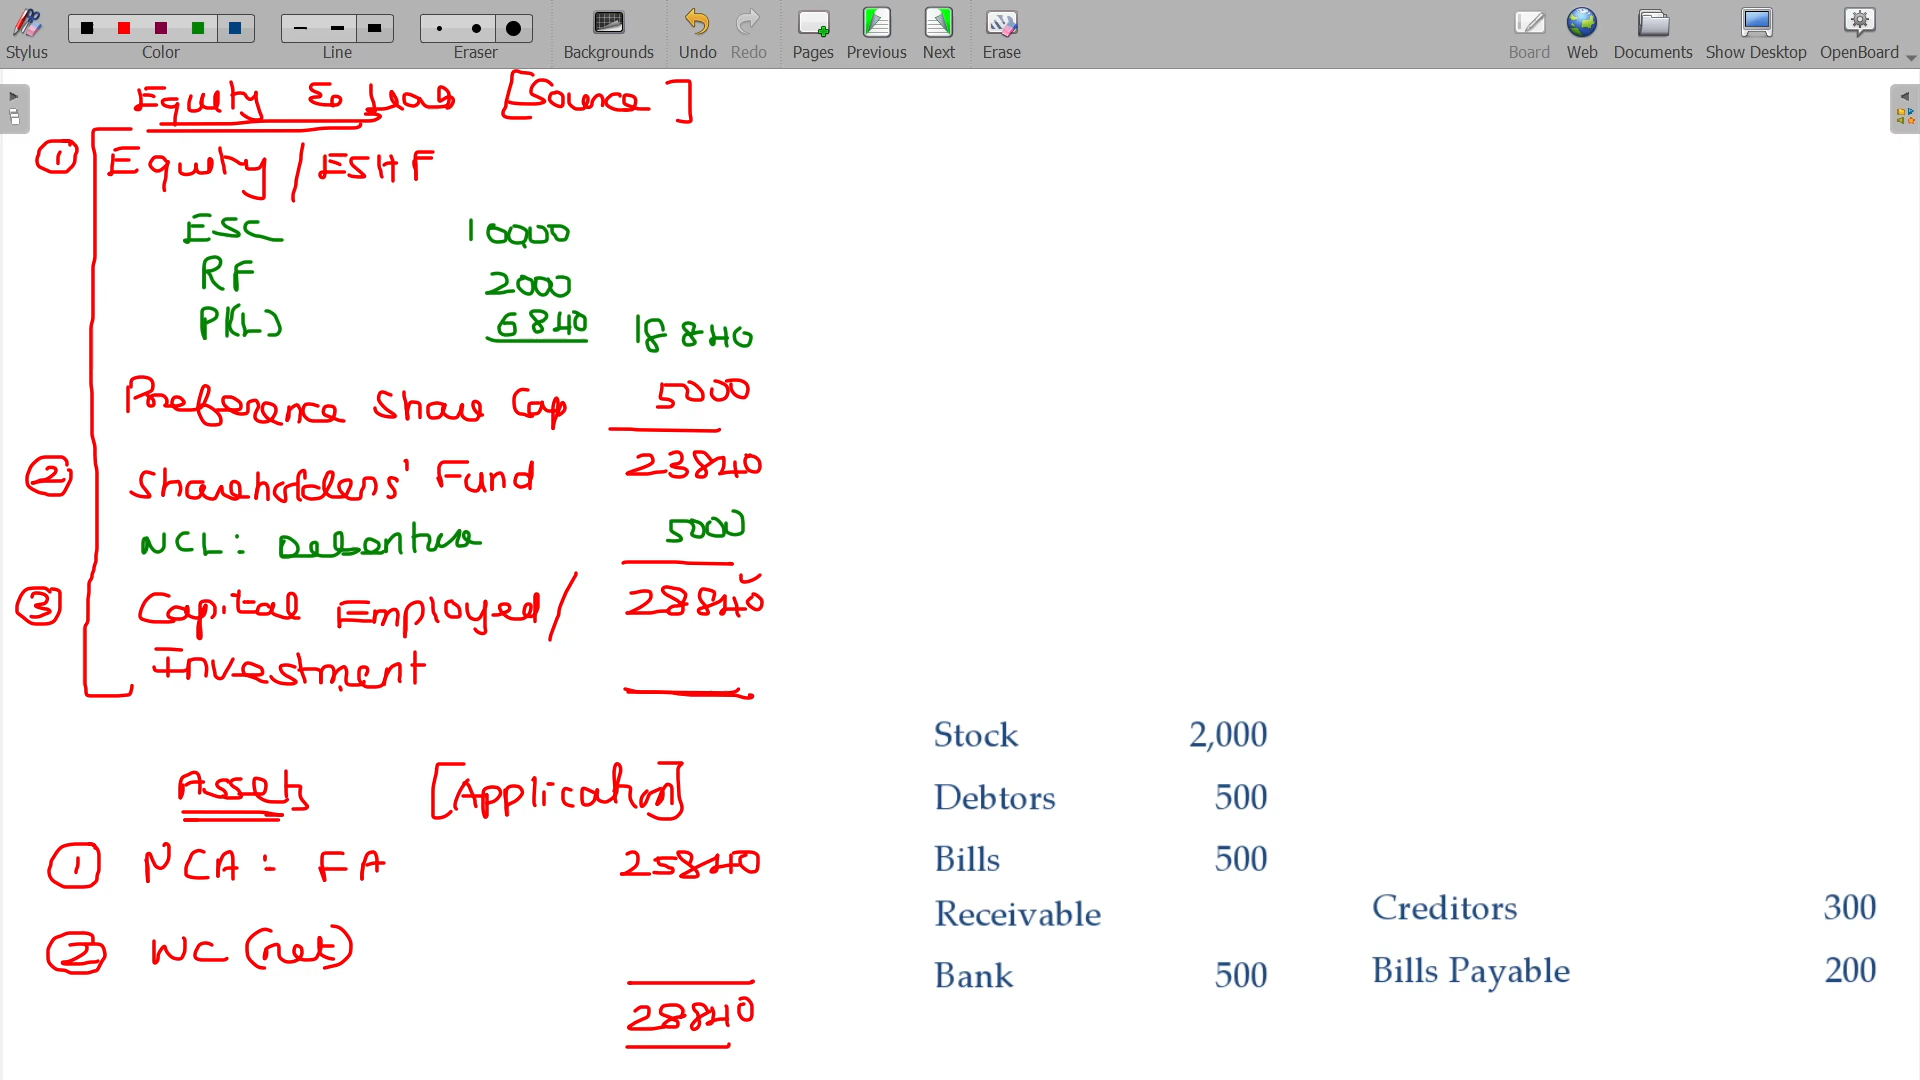 Stylus Color Line Eraser Backgrounds Undo Redo Pages Previous Next Erase Board Web Documents Show Desktop OpenBoard
Equity & Liab [Source]
① Equity / ESHF
ESC 10000
RF 2000
P/(L) 6840 18840
Preference Share Cap 5000
② Shareholders' Fund 23840
NCL: Debenture 5000
③ Capital Employed/ 28840
Investment
Assets [Application]
① NCA: FA 25840
② WC (net)
28840
Stock 2,000
Debtors 500
Bills 500
Receivable
Bank 500
Creditors 300
Bills Payable 200